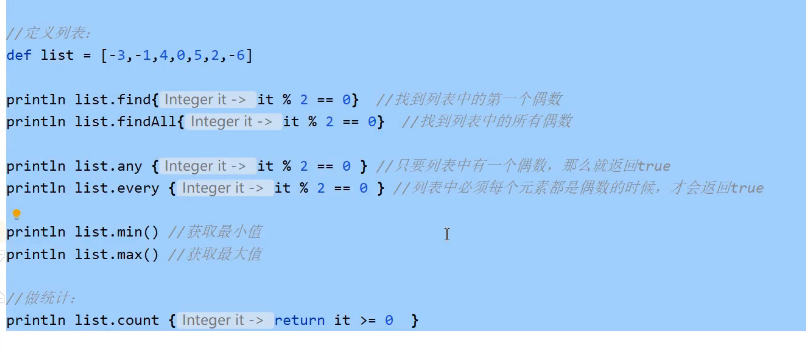 //定义列表:
def list = [-3,-1,4,0,5,2,-6]
println list.find{ Integer it -> it % 2 == 0} //找到列表中的第一个偶数
println list.findAll{ Integer it -> it % 2 == 0} //找到列表中的所有偶数
println list.any { Integer it -> it % 2 == 0 } //只要列表中有一个偶数，那么就返回true
println list.every { Integer it -> it % 2 == 0 } //列表中必须每个元素都是偶数的时候，才会返回true
println list.min() //获取最小值
println list.max() //获取最大值
//做统计:
println list.count { Integer it -> return it >= 0 }